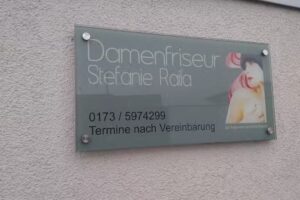 Damenfriseur
Stefanie Raia
0173 / 5974299
Termine nach Vereinbarung